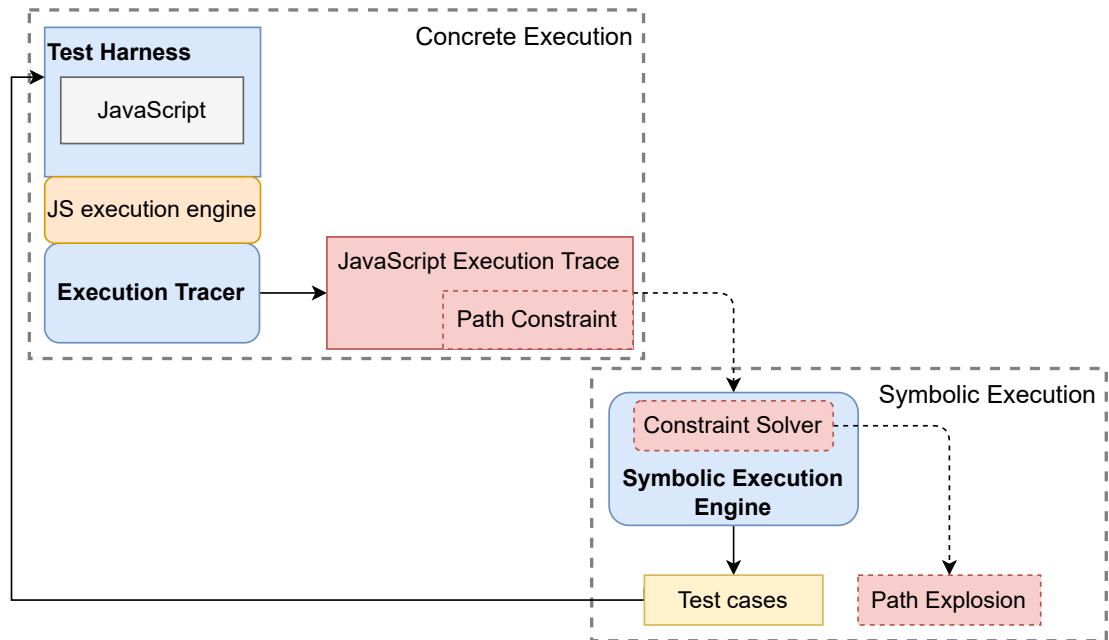 Concrete Execution
Test Harness
JavaScript
JS execution engine
Execution Tracer
JavaScript Execution Trace
Path Constraint
Symbolic Execution
Constraint Solver
Symbolic Execution
Engine
Test cases
Path Explosion